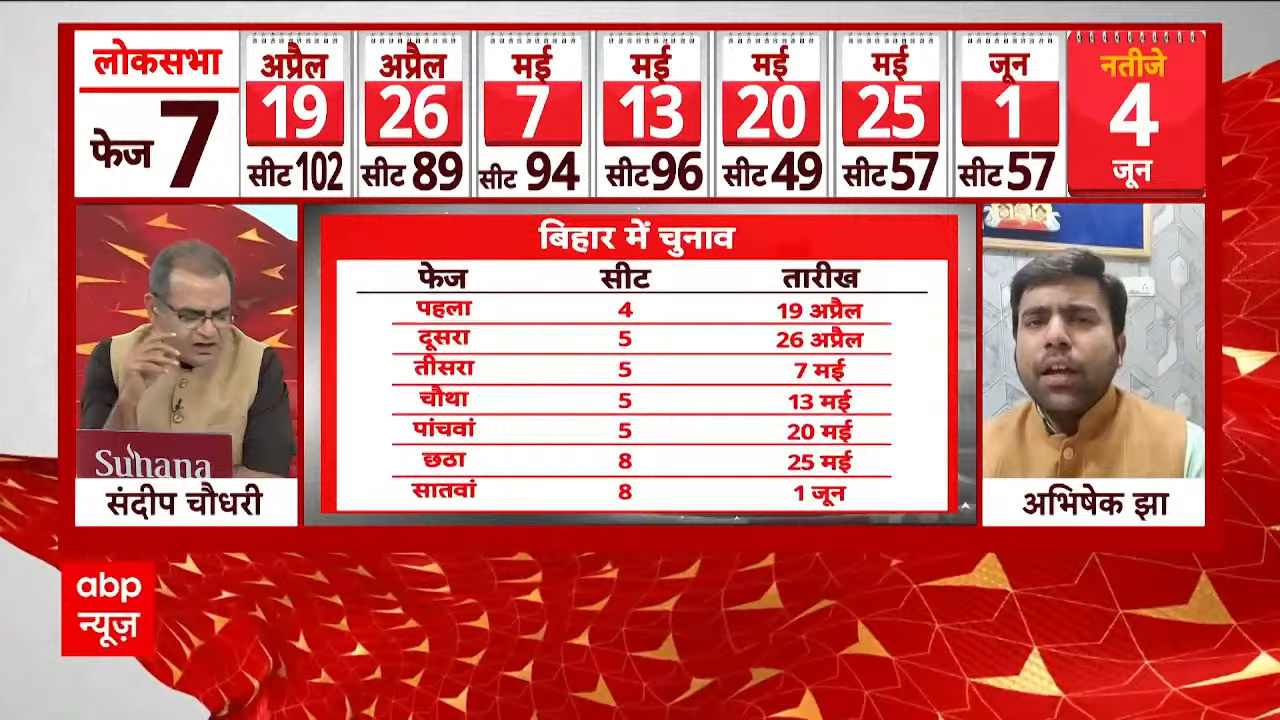 लोकसभा
फेज 7
अप्रैल
19
सीट 102
अप्रैल
26
सीट 89
मई
7
सीट 94
मई
13
सीट 96
मई
20
सीट 49
मई
25
सीट 57
जून
1
सीट 57
नतीजे
4
जून
बिहार में चुनाव
फेज सीट तारीख
पहला 4 19 अप्रैल
दूसरा 5 26 अप्रैल
तीसरा 5 7 मई
चौथा 5 13 मई
पांचवां 5 20 मई
छठा 8 25 मई
सातवां 8 1 जून
Suhana
संदीप चौधरी
अभिषेक झा
abp
न्यूज़